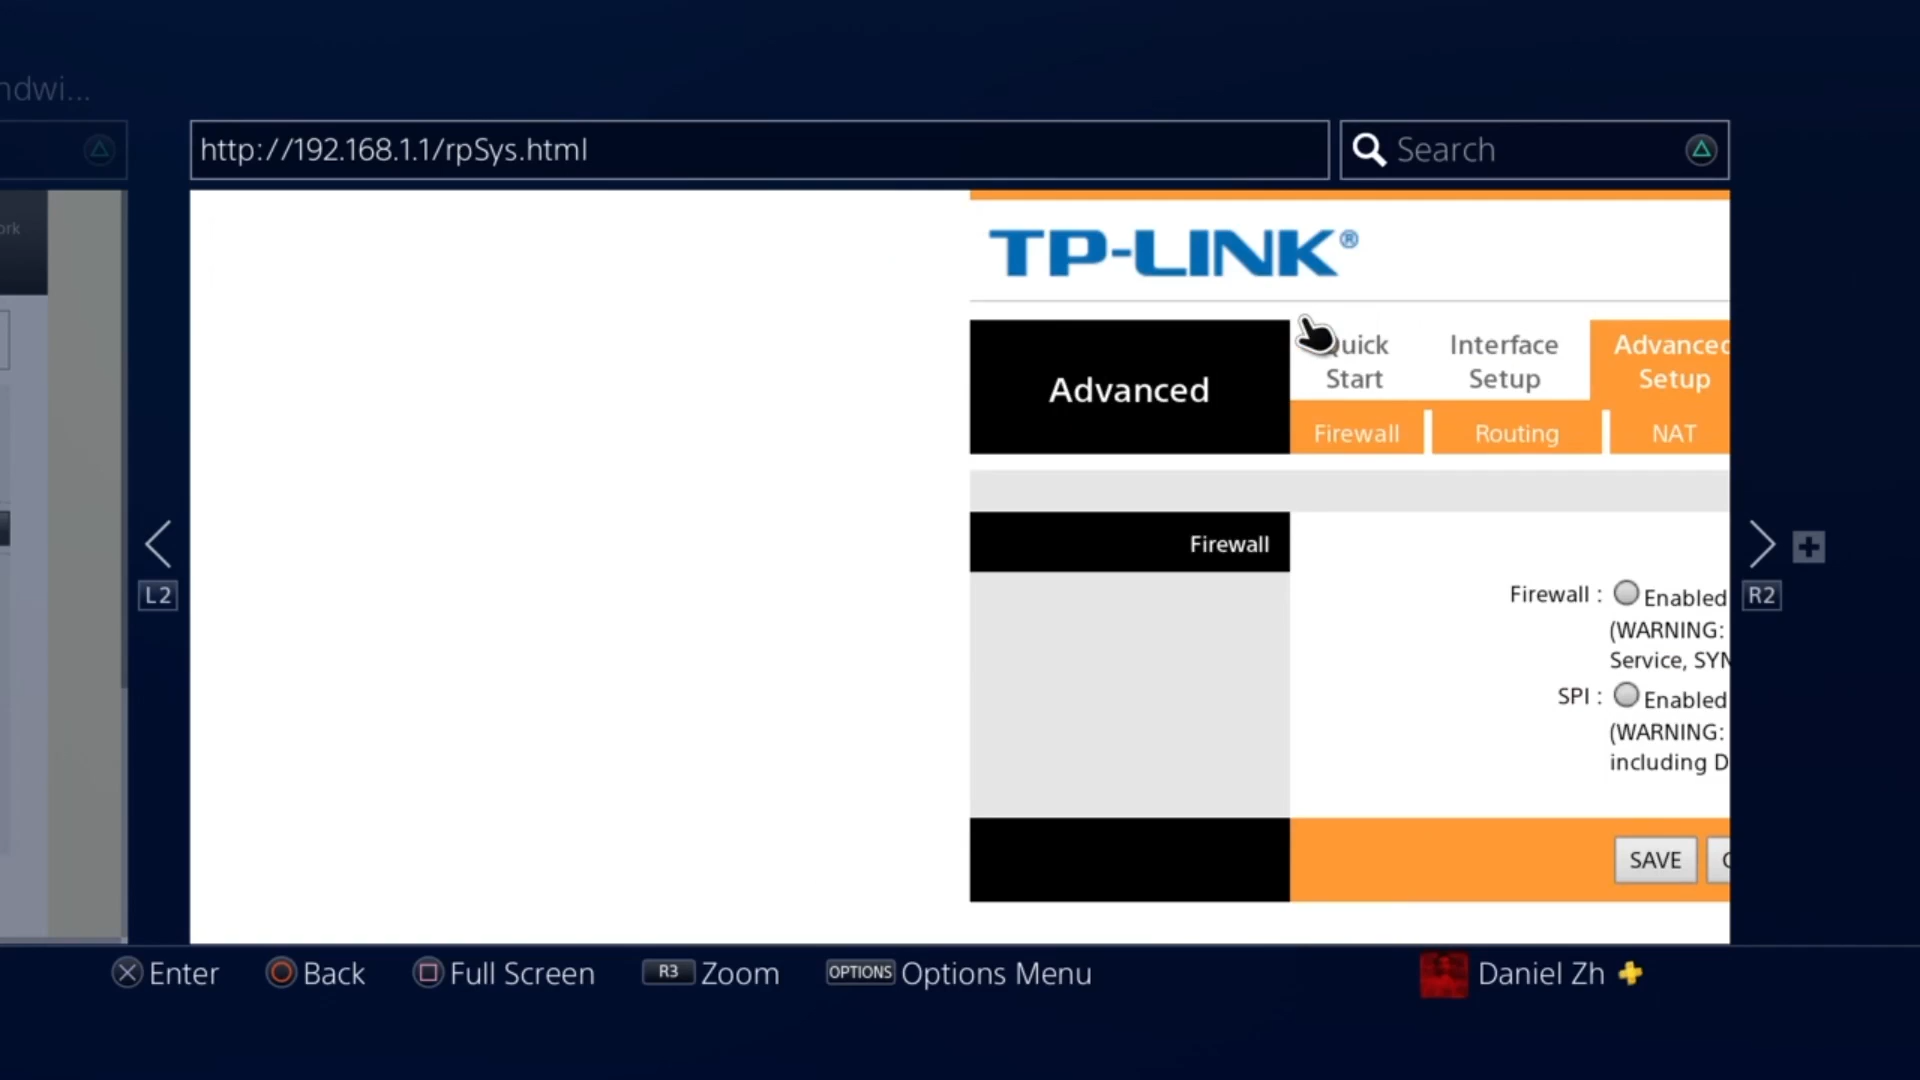 ndwi...
http://192.168.1.1/rpSys.html
Search
ork
TP-LINK®
Advanced
Quick
Start
Interface
Setup
Advanced
Setup
Firewall
Routing
NAT
Firewall
Firewall : Enabled
(WARNING:
Service, SYN
SPI : Enabled
(WARNING:
including D
SAVE
L2
R2
Enter
Back
Full Screen
R3 Zoom
OPTIONS Options Menu
Daniel Zh